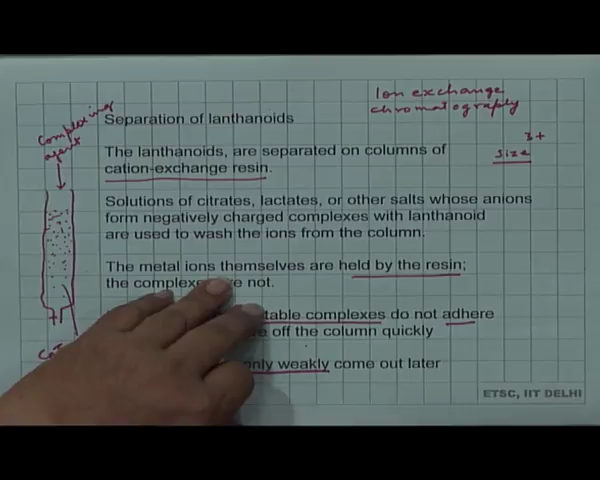 Ion exchange
chromatography
Complexing
agent
3+
size
Separation of lanthanoids
The lanthanoids, are separated on columns of
cation-exchange resin.
Solutions of citrates, lactates, or other salts whose anions
form negatively charged complexes with lanthanoid
are used to wash the ions from the column.
The metal ions themselves are held by the resin;
the complexe re not.
table complexes do not adhere
off the column quickly
only weakly come out later
ETSC, IIT DELHI